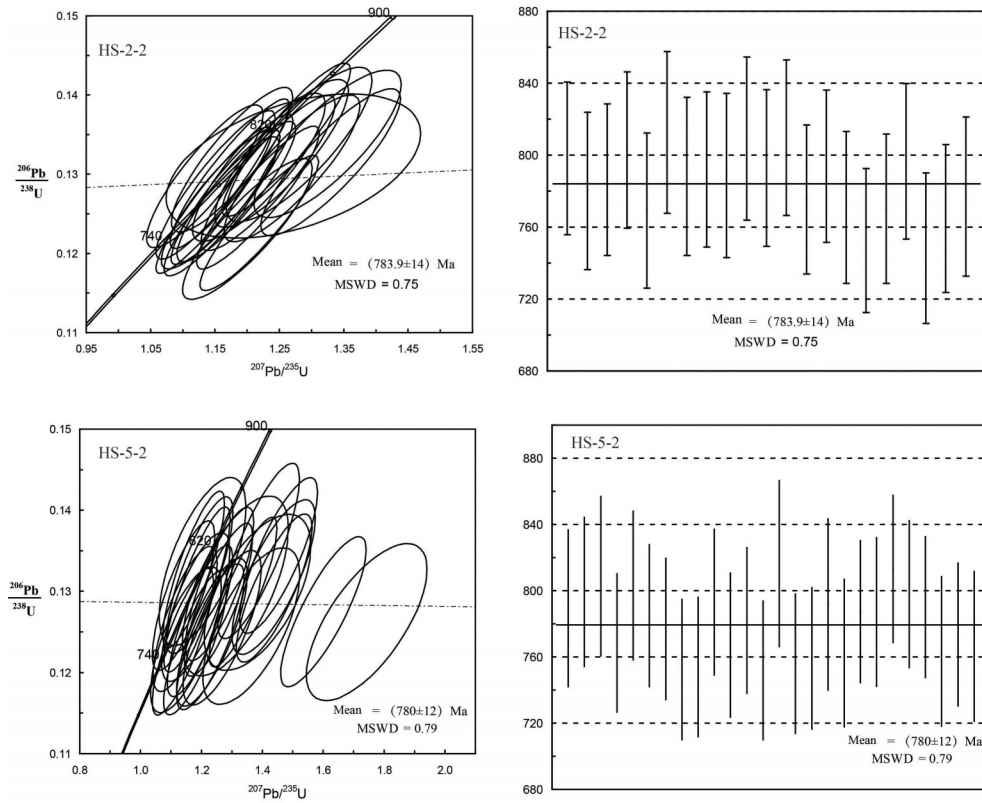 0.15
0.14
0.13
0.12
0.11
0.95
1.05
1.15
1.25
1.35
1.45
1.55
HS-2-2
900
820
740
²⁰⁶Pb
²³⁸U
²⁰⁷Pb/²³⁵U
Mean = (783.9±14) Ma
MSWD = 0.75
880
840
800
760
720
680
HS-2-2
Mean = (783.9±14) Ma
MSWD = 0.75
0.15
0.14
0.13
0.12
0.11
0.8
1.0
1.2
1.4
1.6
1.8
2.0
HS-5-2
900
820
740
²⁰⁶Pb
²³⁸U
²⁰⁷Pb/²³⁵U
Mean = (780±12) Ma
MSWD = 0.79
880
840
800
760
720
680
HS-5-2
Mean = (780±12) Ma
MSWD = 0.79